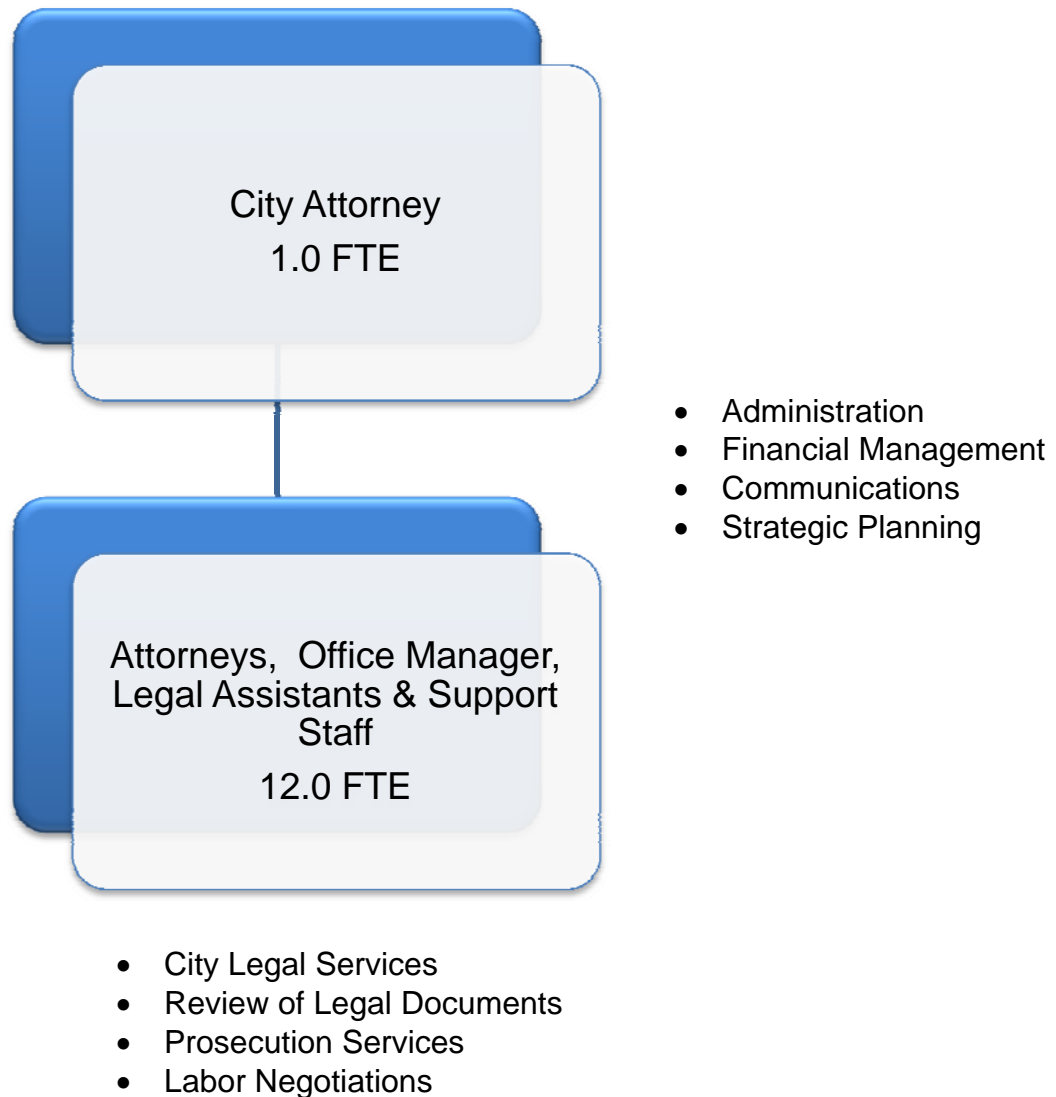 City Attorney
1.0 FTE
• Administration
• Financial Management
• Communications
• Strategic Planning
Attorneys, Office Manager,
Legal Assistants & Support
Staff
12.0 FTE
• City Legal Services
• Review of Legal Documents
• Prosecution Services
• Labor Negotiations